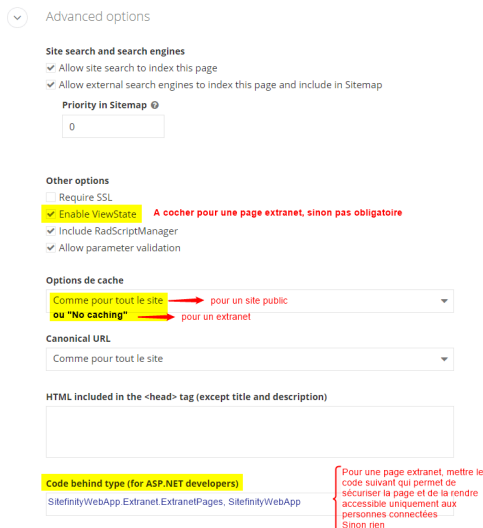 Advanced options
Site search and search engines
Allow site search to index this page
Allow external search engines to index this page and include in Sitemap
Priority in Sitemap
0
Other options
Require SSL
Enable ViewState A cocher pour une page extranet, sinon pas obligatoire
Include RadScriptManager
Allow parameter validation
Options de cache
Comme pour tout le site pour un site public
ou "No caching" pour un extranet
Canonical URL
Comme pour tout le site
HTML included in the <head> tag (except title and description)
Code behind type (for ASP.NET developers)
SitefinityWebApp.Extranet.ExtranetPages, SitefinityWebApp
Pour une page extranet, mettre le
code suivant qui permet de
sécuriser la page et de la rendre
accessible uniquement aux
personnes connectées
Sinon rien